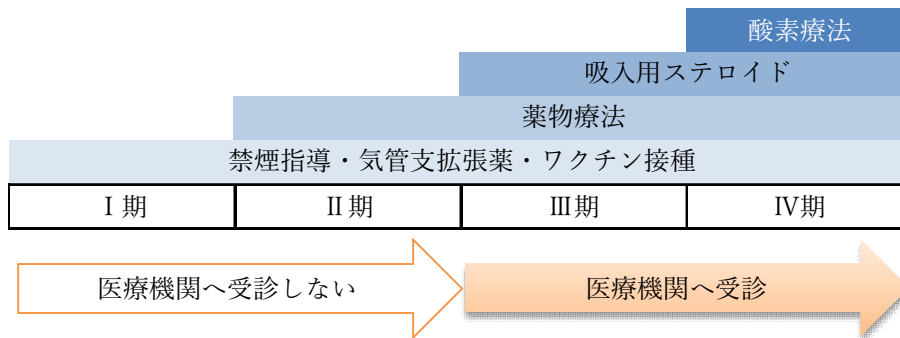 酸素療法
吸入用ステロイド
薬物療法
禁煙指導・気管支拡張薬・ワクチン接種
Ⅰ期 Ⅱ期 Ⅲ期 Ⅳ期
医療機関へ受診しない 医療機関へ受診